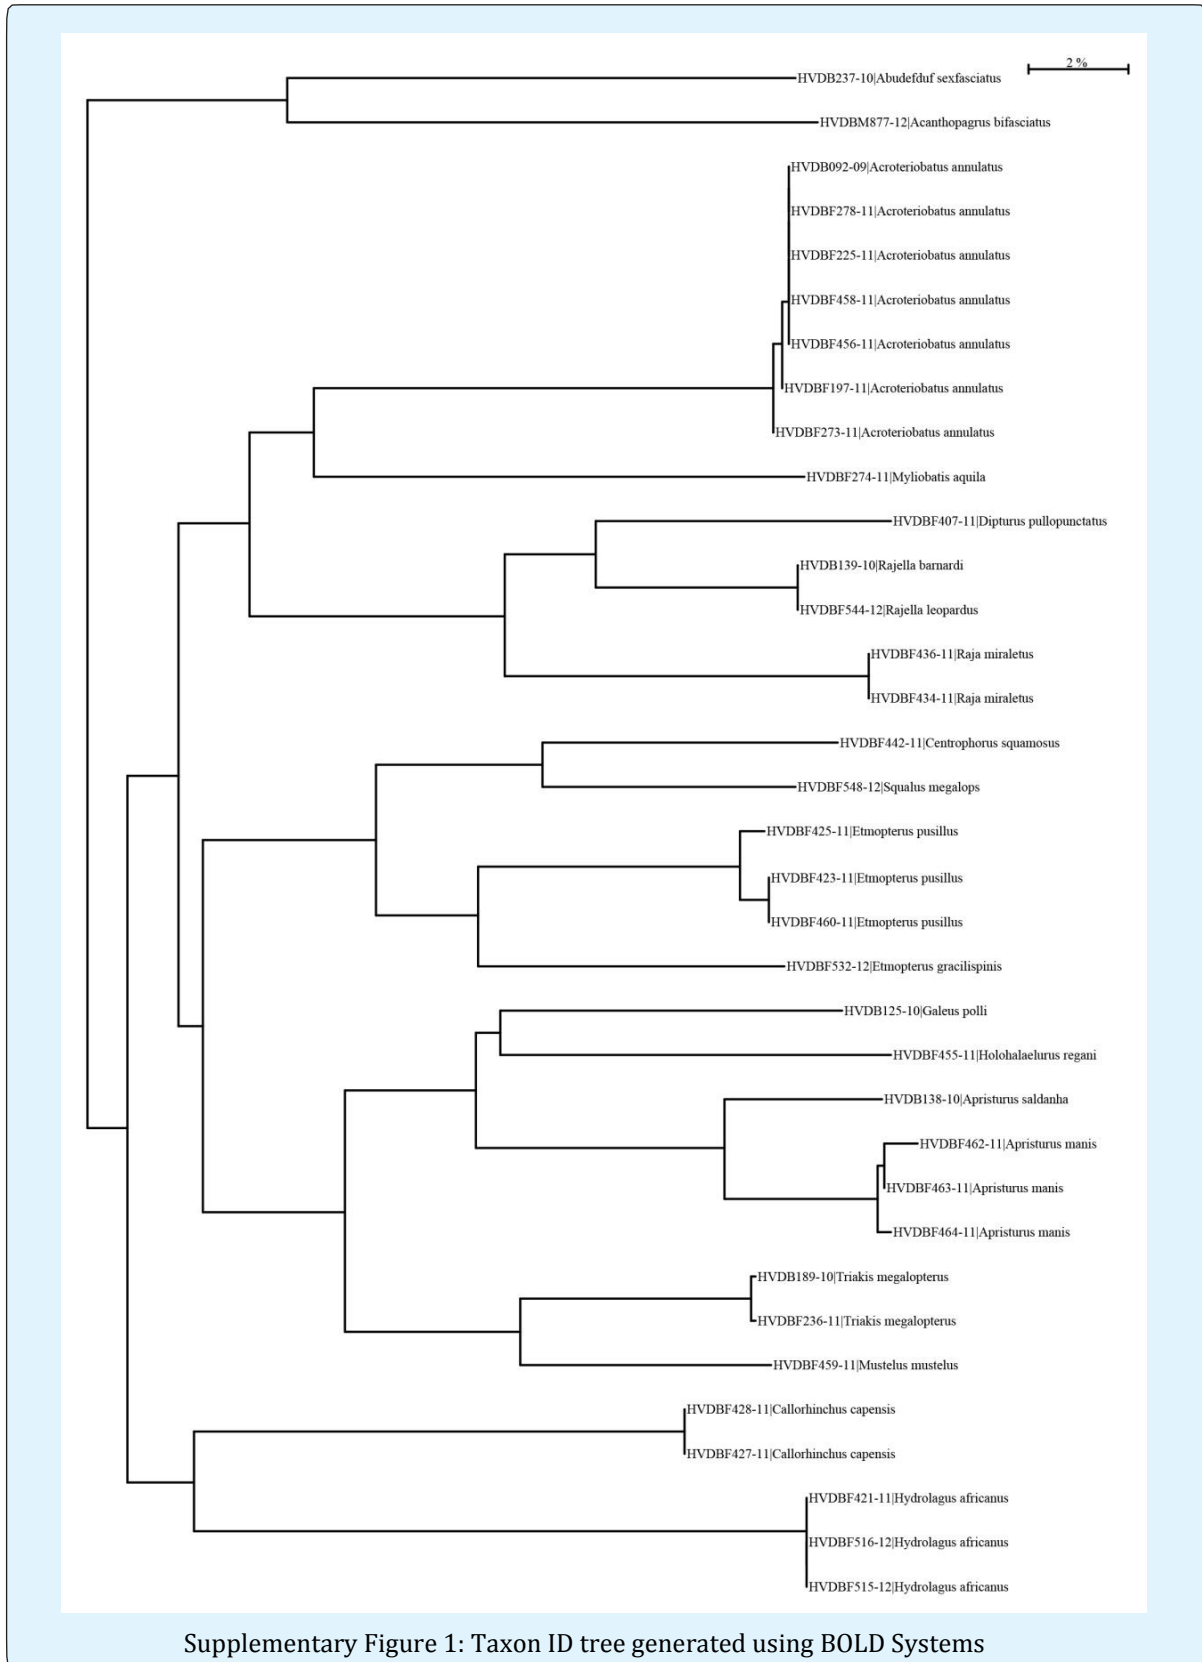 2 %
HVDB237-10|Abudefduf sexfasciatus
HVDBM877-12|Acanthopagrus bifasciatus
HVDB092-09|Acroteriobatus annulatus
HVDBF278-11|Acroteriobatus annulatus
HVDBF225-11|Acroteriobatus annulatus
HVDBF458-11|Acroteriobatus annulatus
HVDBF456-11|Acroteriobatus annulatus
HVDBF197-11|Acroteriobatus annulatus
HVDBF273-11|Acroteriobatus annulatus
HVDBF274-11|Myliobatis aquila
HVDBF407-11|Dipturus pullopunctatus
HVDB139-10|Rajella barnardi
HVDBF544-12|Rajella leopardus
HVDBF436-11|Raja miraletus
HVDBF434-11|Raja miraletus
HVDBF442-11|Centrophorus squamosus
HVDBF548-12|Squalus megalops
HVDBF425-11|Etmopterus pusillus
HVDBF423-11|Etmopterus pusillus
HVDBF460-11|Etmopterus pusillus
HVDBF532-12|Etmopterus gracilispinis
HVDB125-10|Galeus polli
HVDBF455-11|Holohalaelurus regani
HVDB138-10|Apristurus saldanha
HVDBF462-11|Apristurus manis
HVDBF463-11|Apristurus manis
HVDBF464-11|Apristurus manis
HVDB189-10|Triakis megalopterus
HVDBF236-11|Triakis megalopterus
HVDBF459-11|Mustelus mustelus
HVDBF428-11|Callorhinchus capensis
HVDBF427-11|Callorhinchus capensis
HVDBF421-11|Hydrolagus africanus
HVDBF516-12|Hydrolagus africanus
HVDBF515-12|Hydrolagus africanus
Supplementary Figure 1: Taxon ID tree generated using BOLD Systems